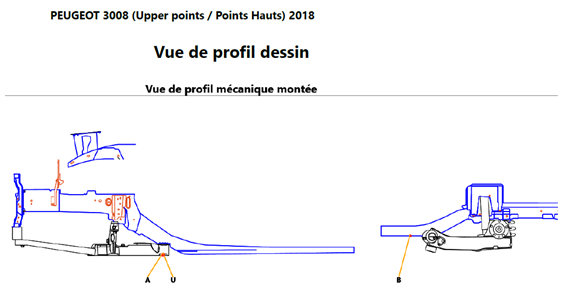 PEUGEOT 3008 (Upper points / Points Hauts) 2018
Vue de profil dessin
Vue de profil mécanique montée
A U B